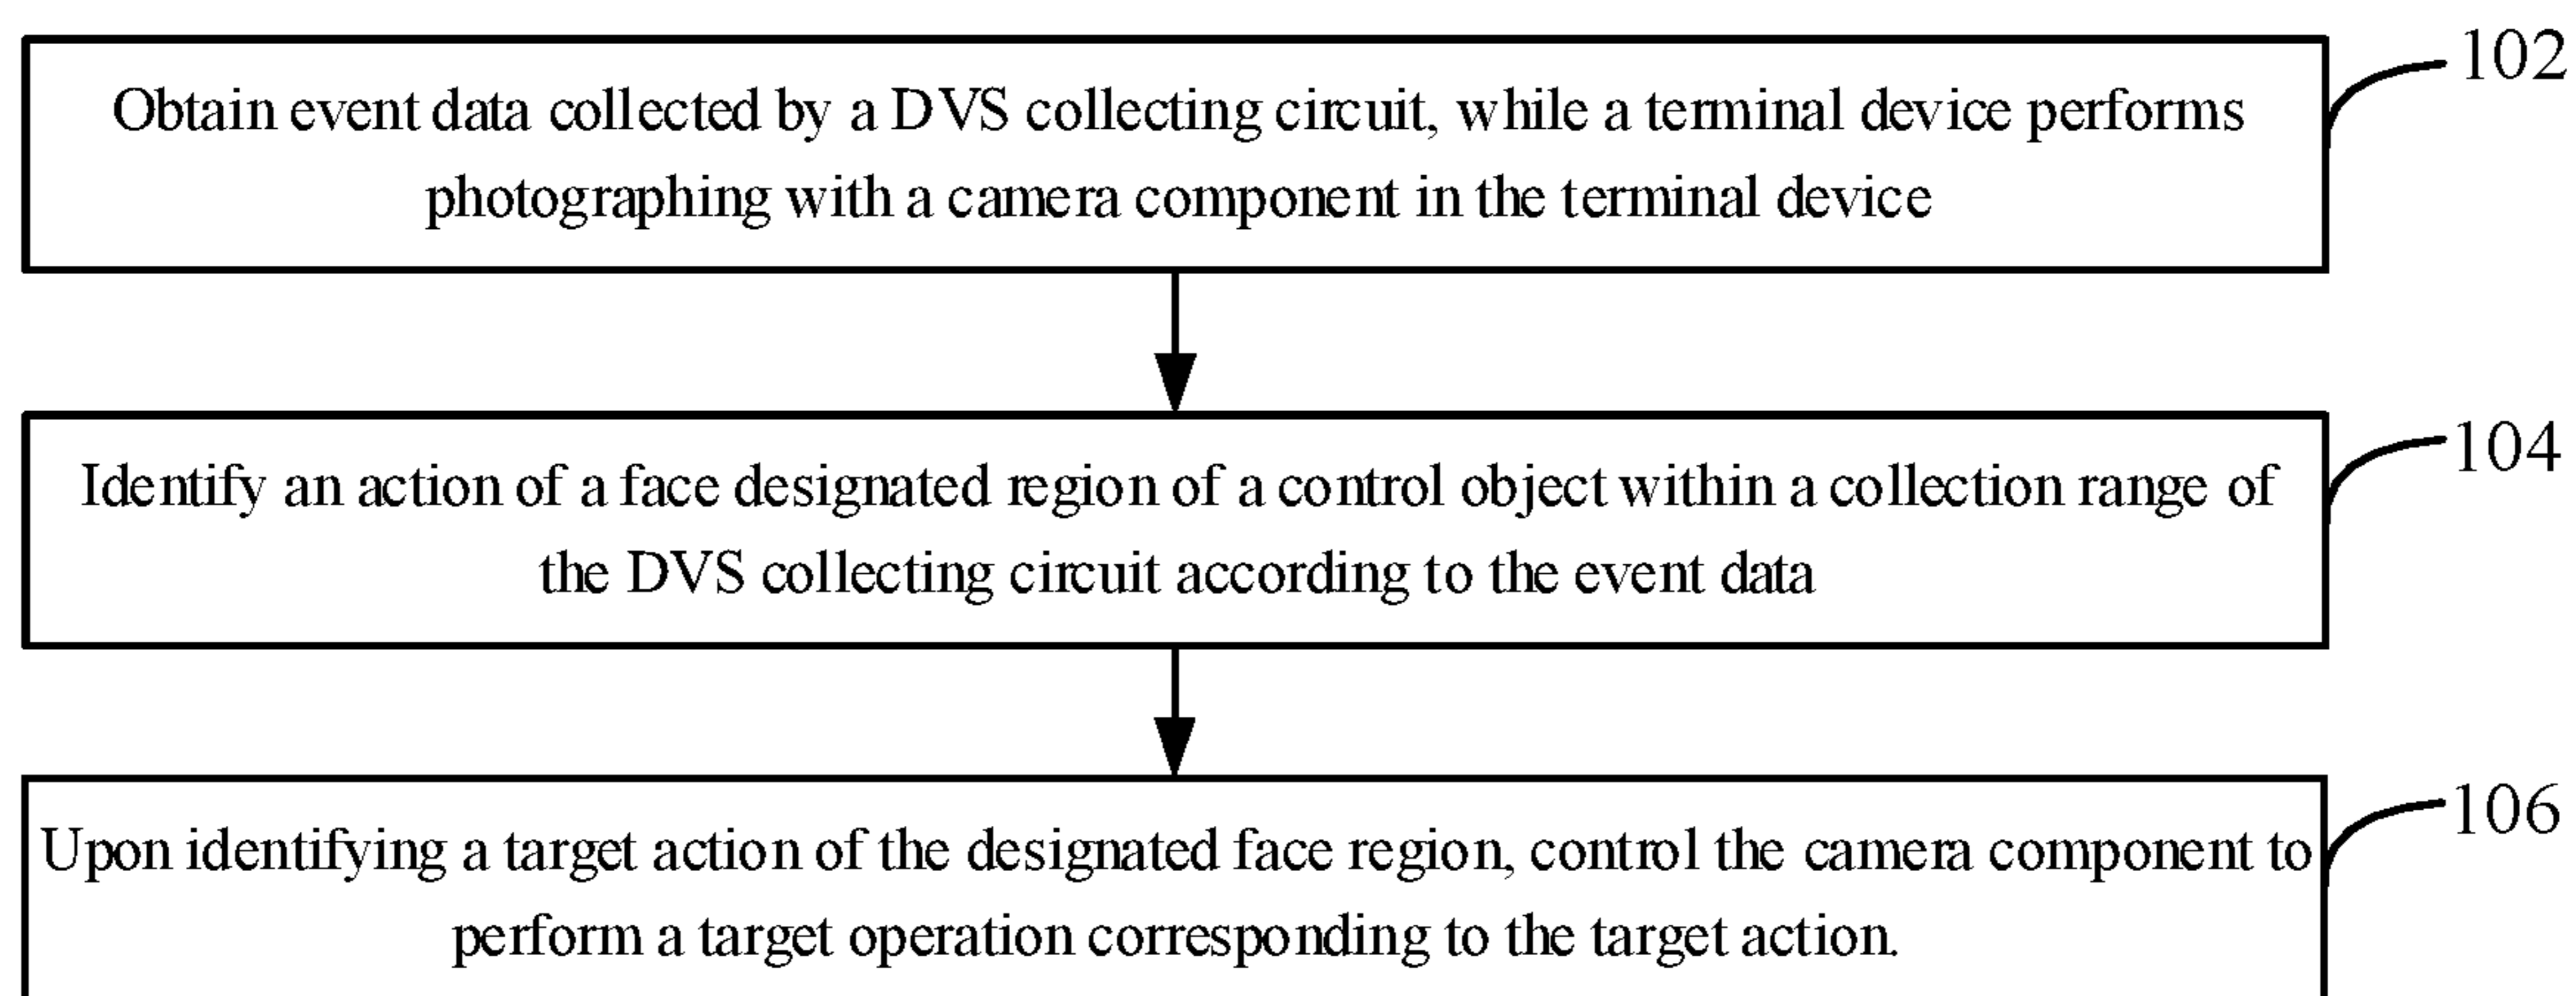 Obtain event data collected by a DVS collecting circuit, while a terminal device performs
photographing with a camera component in the terminal device
102
Identify an action of a face designated region of a control object within a collection range of
the DVS collecting circuit according to the event data
104
Upon identifying a target action of the designated face region, control the camera component to
perform a target operation corresponding to the target action.
106